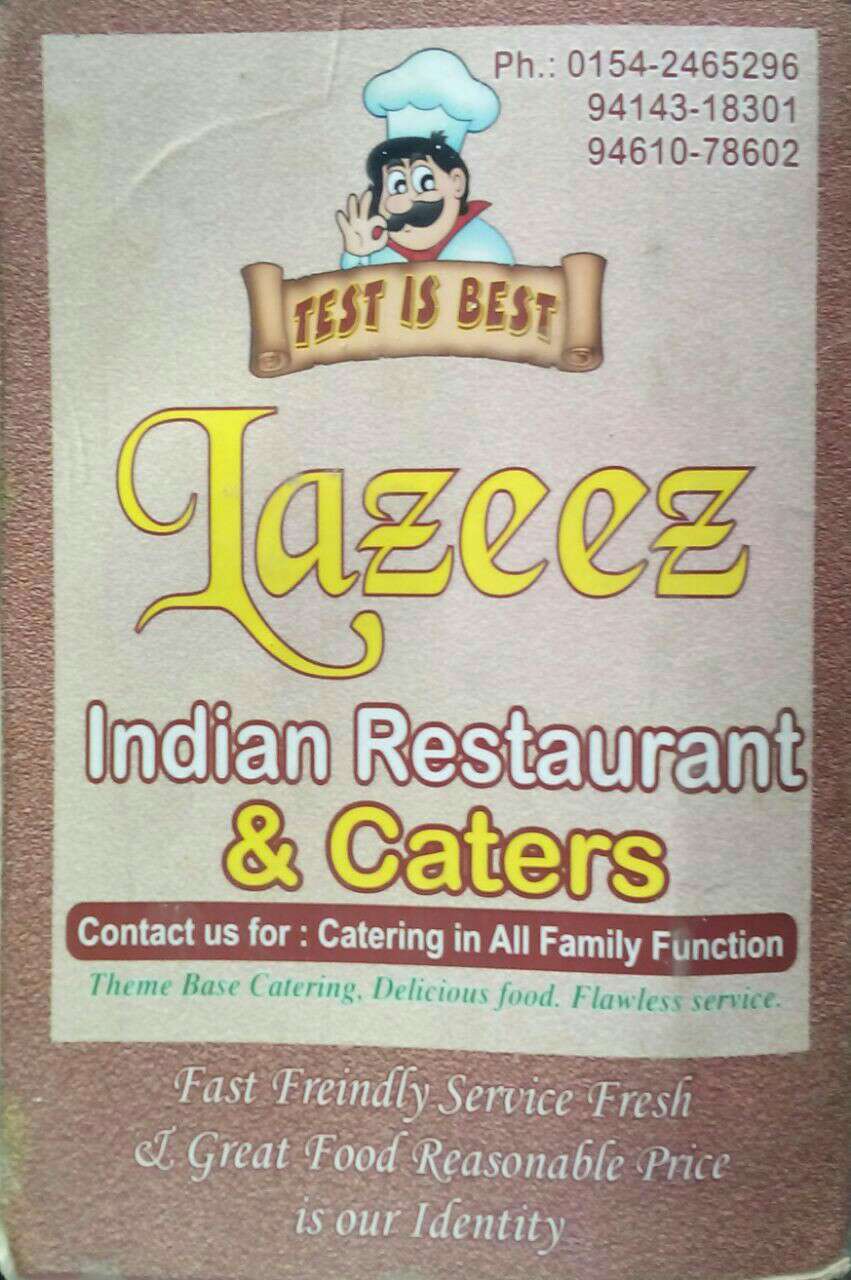 Ph.: 0154-2465296
94143-18301
94610-78602
TEST IS BEST
Lazeez
Indian Restaurant
& Caters
Contact us for : Catering in All Family Function
Theme Base Catering, Delicious food. Flawless service.
Fast Freindly Service Fresh
& Great Food Reasonable Price
is our Identity